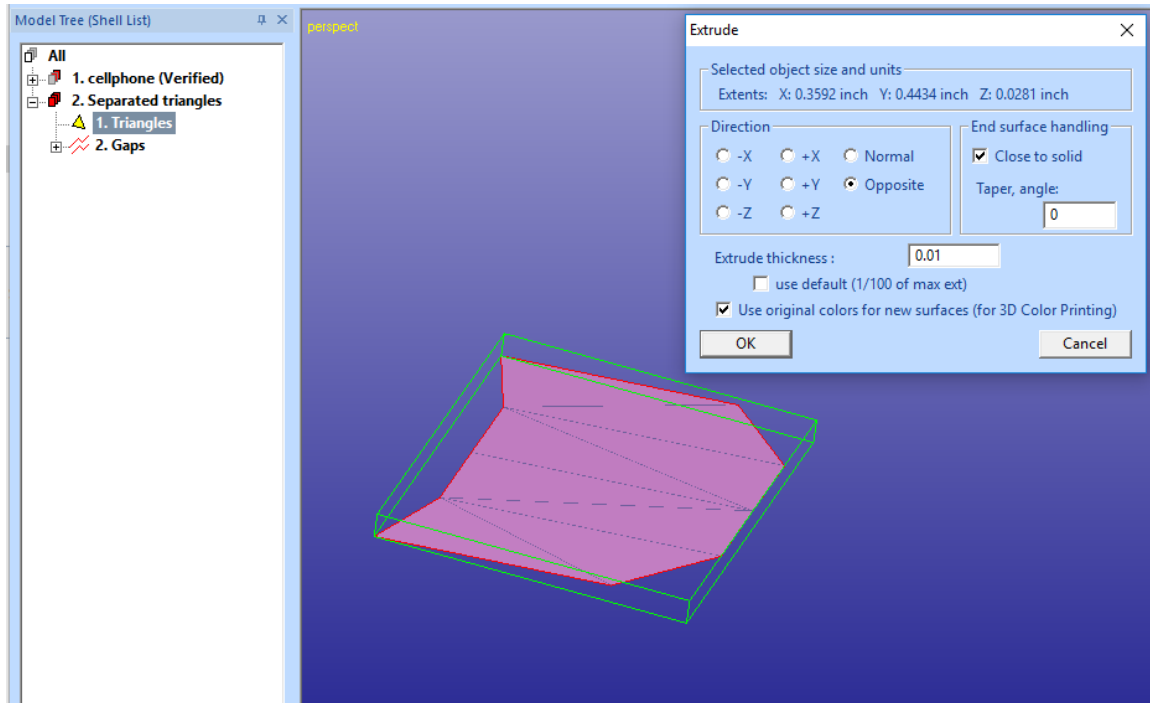 Model Tree (Shell List)
All
1. cellphone (Verified)
2. Separated triangles
1. Triangles
2. Gaps
perspect
Extrude
Selected object size and units
Extents: X: 0.3592 inch Y: 0.4434 inch Z: 0.0281 inch
Direction
-X +X Normal
-Y +Y Opposite
-Z +Z
End surface handling
Close to solid
Taper, angle:
0
Extrude thickness : 0.01
use default (1/100 of max ext)
Use original colors for new surfaces (for 3D Color Printing)
OK Cancel